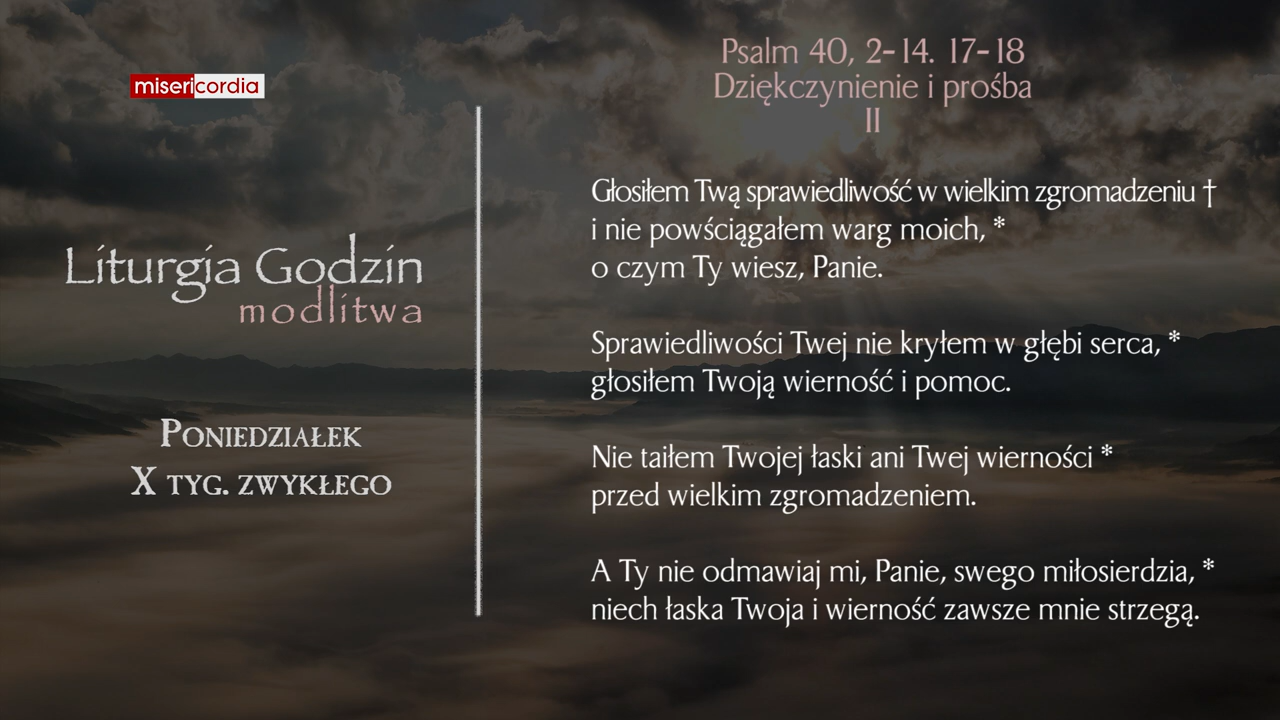 misericordia
Liturgia Godzin
modlitwa
Poniedziałek
X tyg. zwykłego
Psalm 40, 2-14. 17-18
Dziękczynienie i prośba
II
Głosiłem Twą sprawiedliwość w wielkim zgromadzeniu †
i nie powściągałem warg moich, *
o czym Ty wiesz, Panie.
Sprawiedliwości Twej nie kryłem w głębi serca, *
głosiłem Twoją wierność i pomoc.
Nie taiłem Twojej łaski ani Twej wierności *
przed wielkim zgromadzeniem.
A Ty nie odmawiaj mi, Panie, swego miłosierdzia, *
niech łaska Twoja i wierność zawsze mnie strzegą.